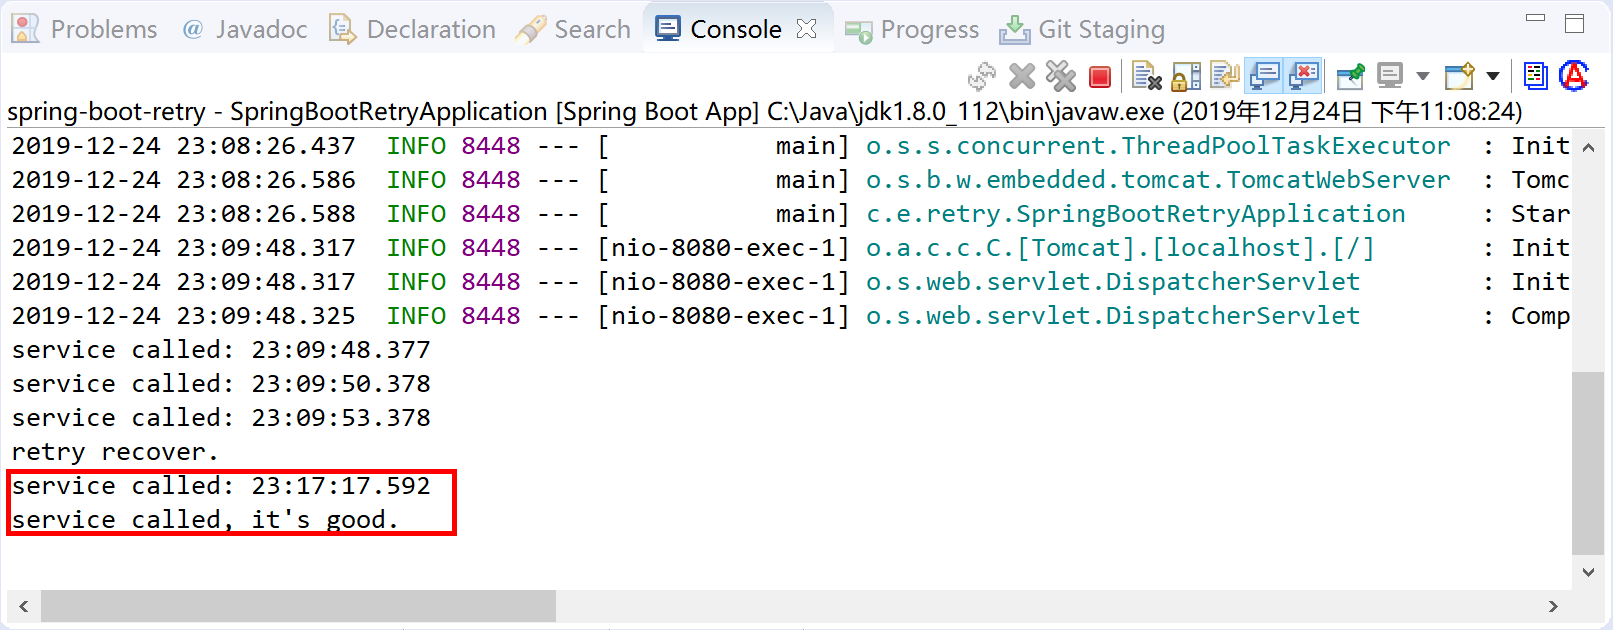 Problems @ Javadoc Declaration Search Console Progress Git Staging
spring-boot-retry - SpringBootRetryApplication [Spring Boot App] C:\Java\jdk1.8.0_112\bin\javaw.exe (2019年12月24日 下午11:08:24)
2019-12-24 23:08:26.437  INFO 8448 --- [           main] o.s.s.concurrent.ThreadPoolTaskExecutor  : Init
2019-12-24 23:08:26.586  INFO 8448 --- [           main] o.s.b.w.embedded.tomcat.TomcatWebServer  : Tomc
2019-12-24 23:08:26.588  INFO 8448 --- [           main] c.e.retry.SpringBootRetryApplication     : Star
2019-12-24 23:09:48.317  INFO 8448 --- [nio-8080-exec-1] o.a.c.c.C.[Tomcat].[localhost].[/]       : Init
2019-12-24 23:09:48.317  INFO 8448 --- [nio-8080-exec-1] o.s.web.servlet.DispatcherServlet        : Init
2019-12-24 23:09:48.325  INFO 8448 --- [nio-8080-exec-1] o.s.web.servlet.DispatcherServlet        : Comp
service called: 23:09:48.377
service called: 23:09:50.378
service called: 23:09:53.378
retry recover.
service called: 23:17:17.592
service called, it's good.